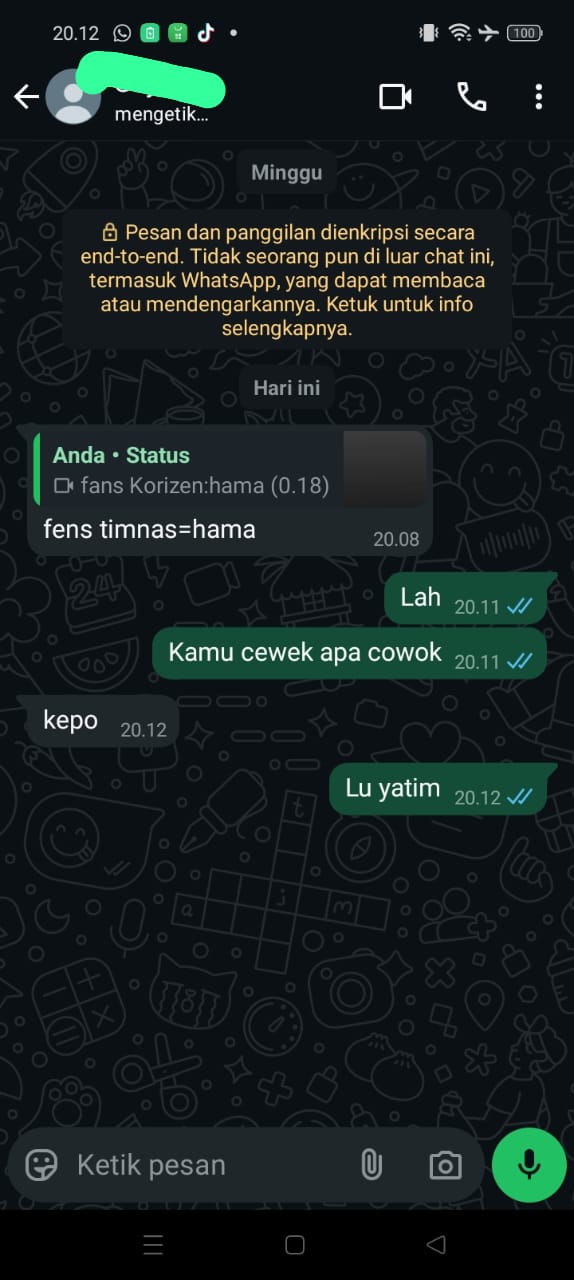 20.12
100
mengetik...
Minggu
Pesan dan panggilan dienkripsi secara
end-to-end. Tidak seorang pun di luar chat ini,
termasuk WhatsApp, yang dapat membaca
atau mendengarkannya. Ketuk untuk info
selengkapnya.
Hari ini
Anda • Status
fans Korizen:hama (0.18)
fens timnas=hama
20.08
Lah 20.11
Kamu cewek apa cowok 20.11
kepo 20.12
Lu yatim 20.12
Ketik pesan